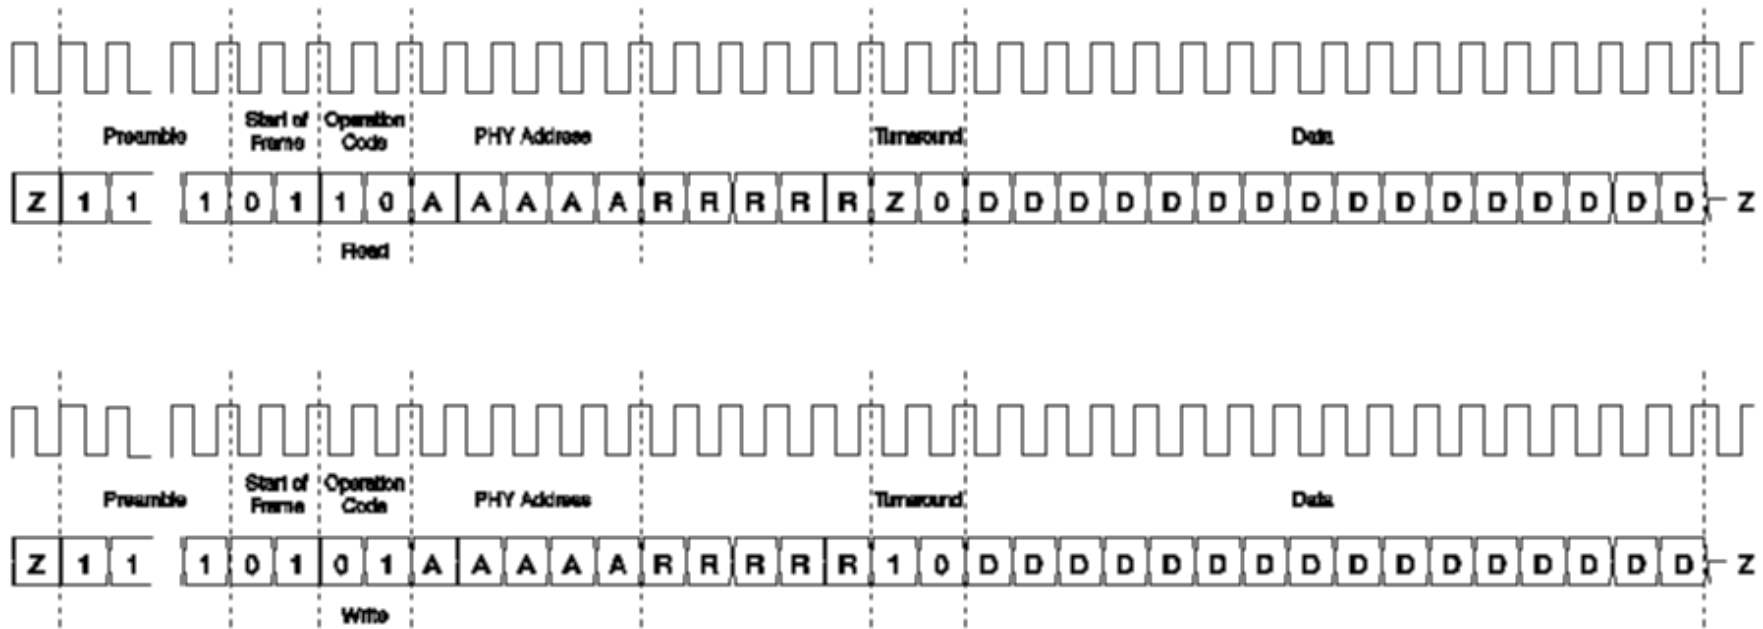 Preamble Start of Frame Operation Code PHY Address Turnaround Data
Z 1 1 1 0 1 1 0 A A A A A R R R R R Z 0 D D D D D D D D D D D D D D D D Z
Read
Preamble Start of Frame Operation Code PHY Address Turnaround Data
Z 1 1 1 0 1 0 1 A A A A A R R R R R 1 0 D D D D D D D D D D D D D D D D Z
Write